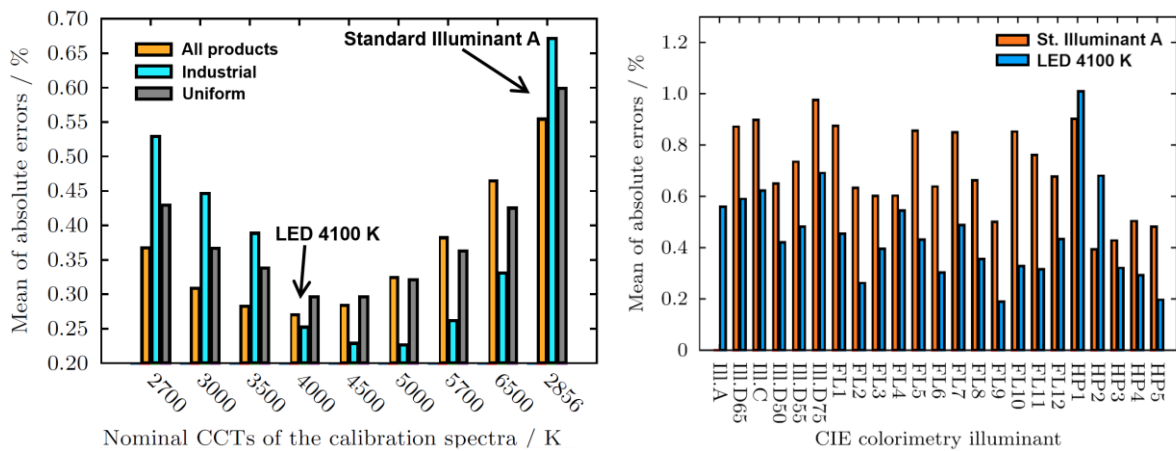 Mean of absolute errors / %
0.70
0.65
0.60
0.55
0.50
0.45
0.40
0.35
0.30
0.25
0.20
All products
Industrial
Uniform
Standard Illuminant A
LED 4100 K
2700
3000
3500
4000
4500
5000
5700
6500
2856
Nominal CCTs of the calibration spectra / K
Mean of absolute errors / %
1.2
1.0
0.8
0.6
0.4
0.2
0
St. Illuminant A
LED 4100 K
Ill.A
Ill.D65
Ill.C
Ill.D50
Ill.D55
Ill.D75
FL1
FL2
FL3
FL4
FL5
FL6
FL7
FL8
FL9
FL10
FL11
FL12
HP1
HP2
HP3
HP4
HP5
CIE colorimetry illuminant